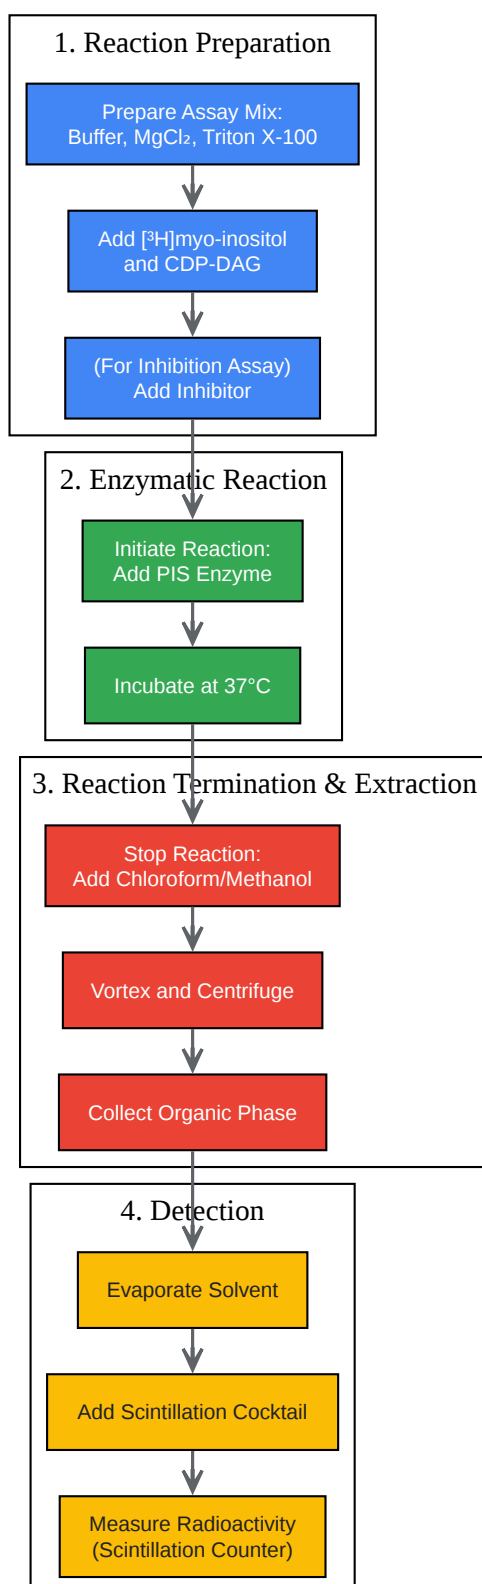 1. Reaction Preparation
Prepare Assay Mix:
Buffer, MgCl₂, Triton X-100
Add [³H]myo-inositol
and CDP-DAG
(For Inhibition Assay)
Add Inhibitor
2. Enzymatic Reaction
Initiate Reaction:
Add PIS Enzyme
Incubate at 37°C
3. Reaction Termination & Extraction
Stop Reaction:
Add Chloroform/Methanol
Vortex and Centrifuge
Collect Organic Phase
4. Detection
Evaporate Solvent
Add Scintillation Cocktail
Measure Radioactivity
(Scintillation Counter)